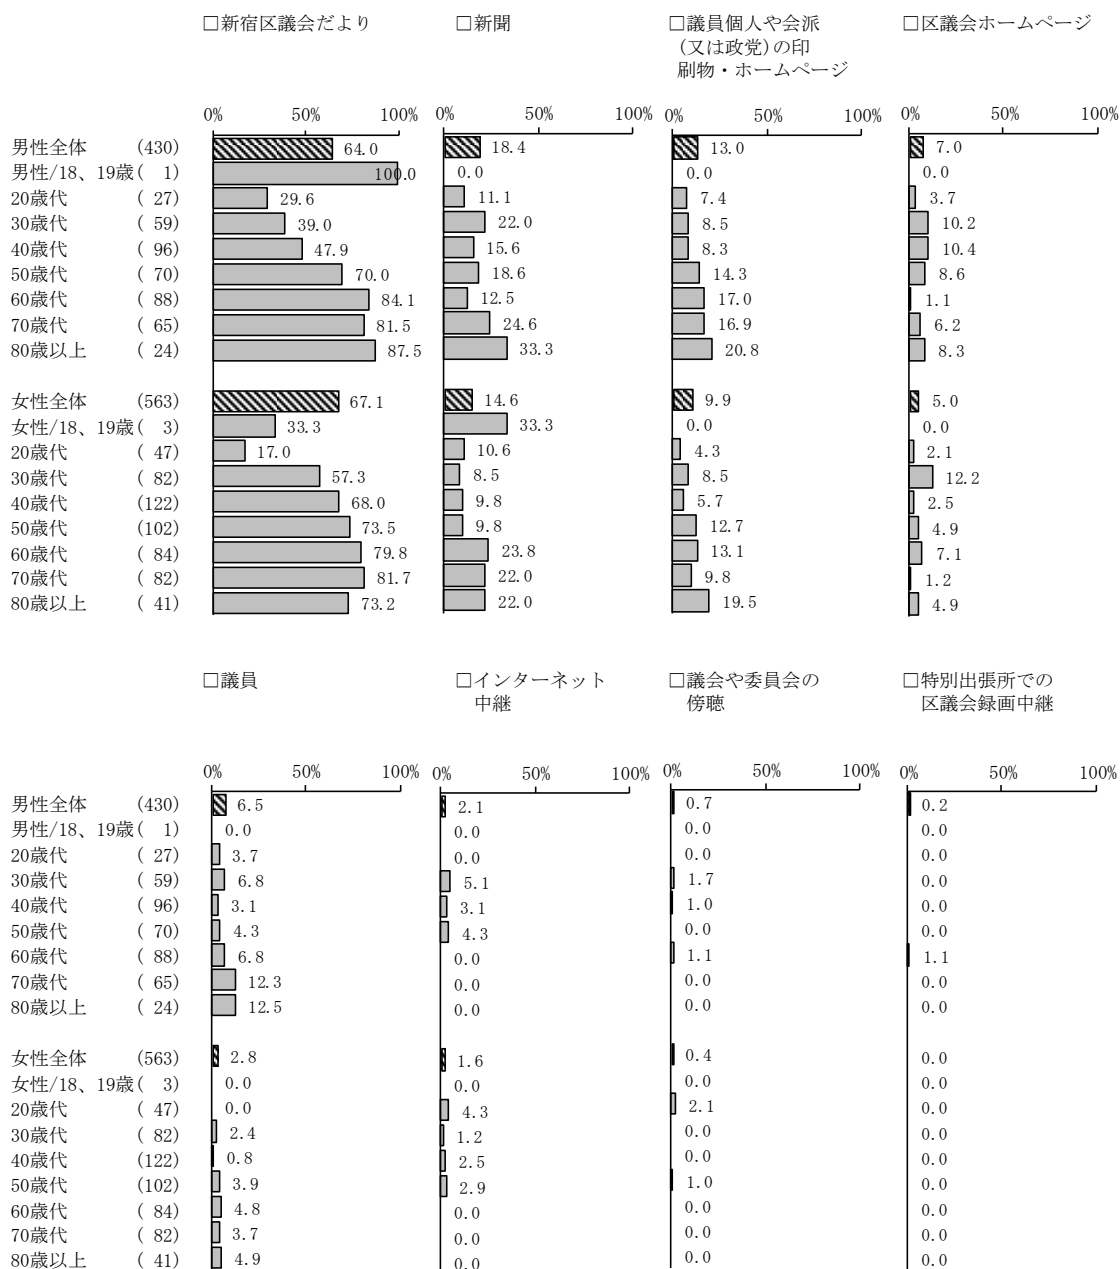 □新宿区議会だより □新聞 □議員個人や会派 □区議会ホームページ
(又は政党)の印
刷物・ホームページ
0% 50% 100% 0% 50% 100% 0% 50% 100% 0% 50% 100%
男性全体 (430) 64.0 18.4 13.0 7.0
男性/18、19歳( 1) 100.0 0.0 0.0 0.0
20歳代 ( 27) 29.6 11.1 7.4 3.7
30歳代 ( 59) 39.0 22.0 8.5 10.2
40歳代 ( 96) 47.9 15.6 8.3 10.4
50歳代 ( 70) 70.0 18.6 14.3 8.6
60歳代 ( 88) 84.1 12.5 17.0 1.1
70歳代 ( 65) 81.5 24.6 16.9 6.2
80歳以上 ( 24) 87.5 33.3 20.8 8.3
女性全体 (563) 67.1 14.6 9.9 5.0
女性/18、19歳( 3) 33.3 33.3 0.0 0.0
20歳代 ( 47) 17.0 10.6 4.3 2.1
30歳代 ( 82) 57.3 8.5 8.5 12.2
40歳代 (122) 68.0 9.8 5.7 2.5
50歳代 (102) 73.5 9.8 12.7 4.9
60歳代 ( 84) 79.8 23.8 13.1 7.1
70歳代 ( 82) 81.7 22.0 9.8 1.2
80歳以上 ( 41) 73.2 22.0 19.5 4.9
□議員 □インターネット □議会や委員会の □特別出張所での
中継 傍聴 区議会録画中継
0% 50% 100% 0% 50% 100% 0% 50% 100% 0% 50% 100%
男性全体 (430) 6.5 2.1 0.7 0.2
男性/18、19歳( 1) 0.0 0.0 0.0 0.0
20歳代 ( 27) 3.7 0.0 0.0 0.0
30歳代 ( 59) 6.8 5.1 1.7 0.0
40歳代 ( 96) 3.1 3.1 1.0 0.0
50歳代 ( 70) 4.3 4.3 0.0 0.0
60歳代 ( 88) 6.8 0.0 1.1 1.1
70歳代 ( 65) 12.3 0.0 0.0 0.0
80歳以上 ( 24) 12.5 0.0 0.0 0.0
女性全体 (563) 2.8 1.6 0.4 0.0
女性/18、19歳( 3) 0.0 0.0 0.0 0.0
20歳代 ( 47) 0.0 4.3 2.1 0.0
30歳代 ( 82) 2.4 1.2 0.0 0.0
40歳代 (122) 0.8 2.5 0.0 0.0
50歳代 (102) 3.9 2.9 1.0 0.0
60歳代 ( 84) 4.8 0.0 0.0 0.0
70歳代 ( 82) 3.7 0.0 0.0 0.0
80歳以上 ( 41) 4.9 0.0 0.0 0.0